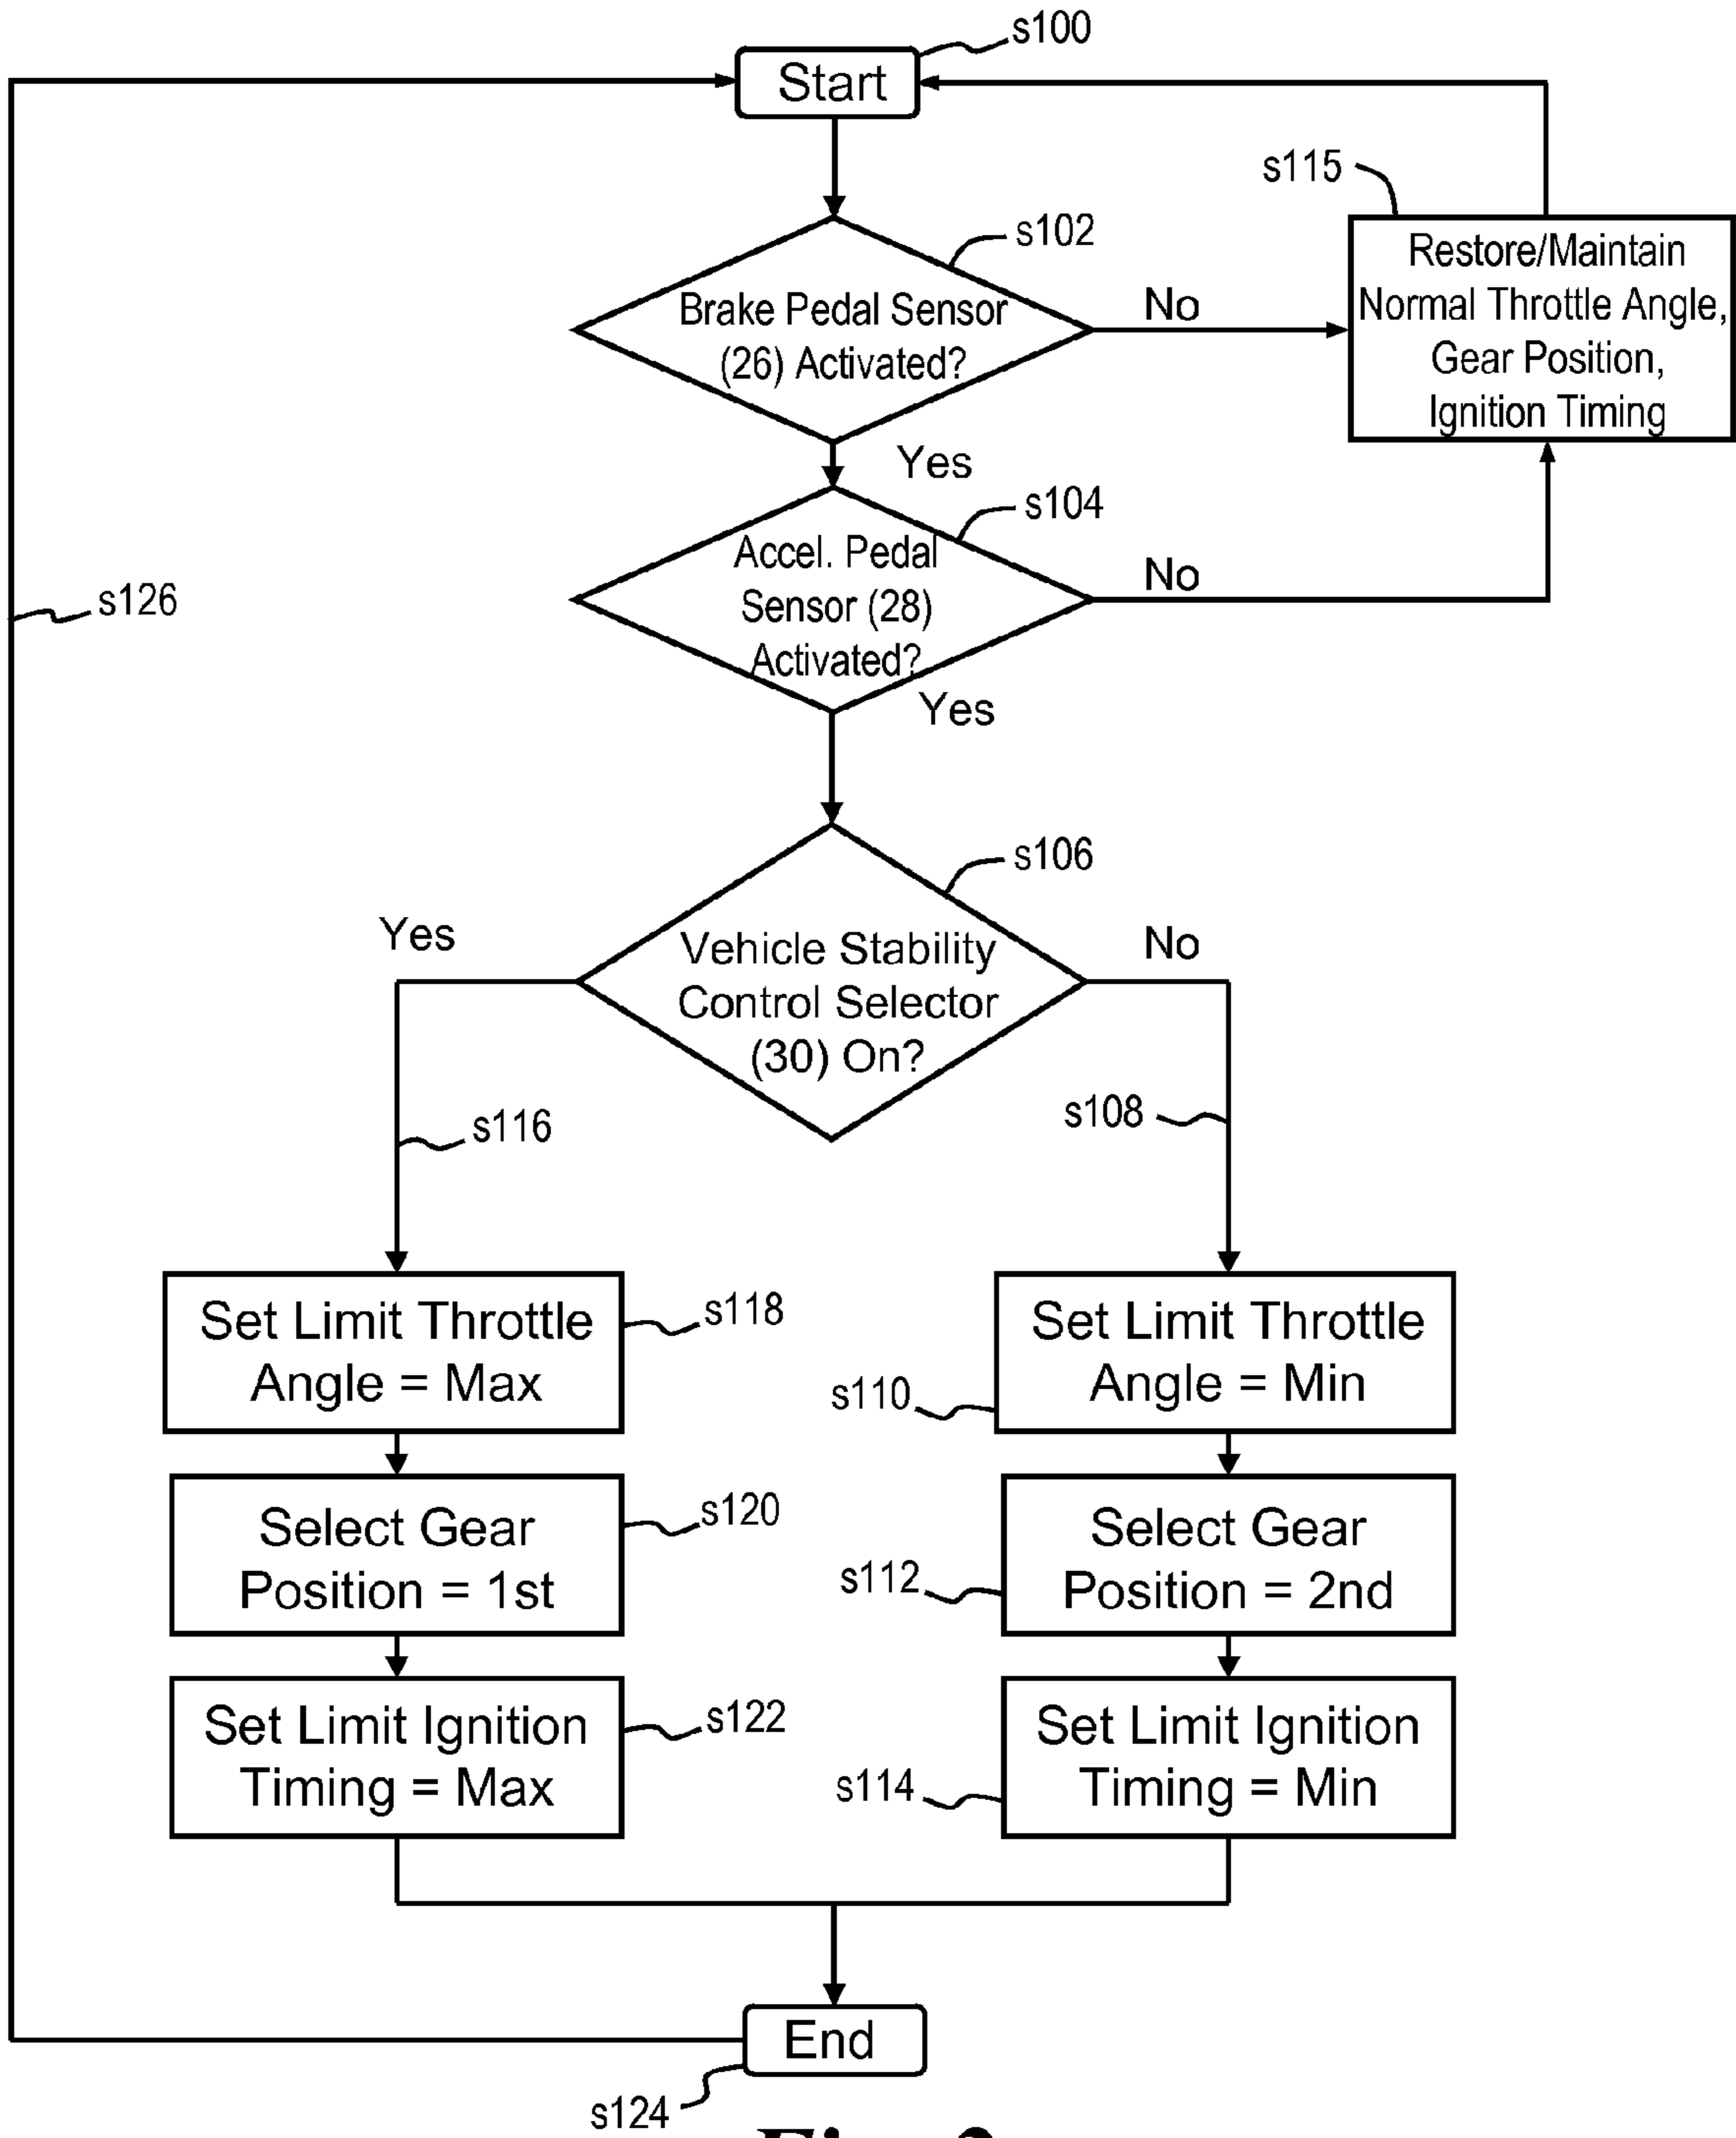 s100
Start
s115
s102
Restore/Maintain
Normal Throttle Angle,
Gear Position,
Ignition Timing
Brake Pedal Sensor
(26) Activated?
No
Yes
s104
Accel. Pedal
Sensor (28)
Activated?
No
Yes
s126
s106
Vehicle Stability
Control Selector
(30) On?
Yes
No
s116
s108
Set Limit Throttle
Angle = Max
s118
Set Limit Throttle
Angle = Min
s110
Select Gear
Position = 1st
s120
Select Gear
Position = 2nd
s112
Set Limit Ignition
Timing = Max
s122
Set Limit Ignition
Timing = Min
s114
End
s124